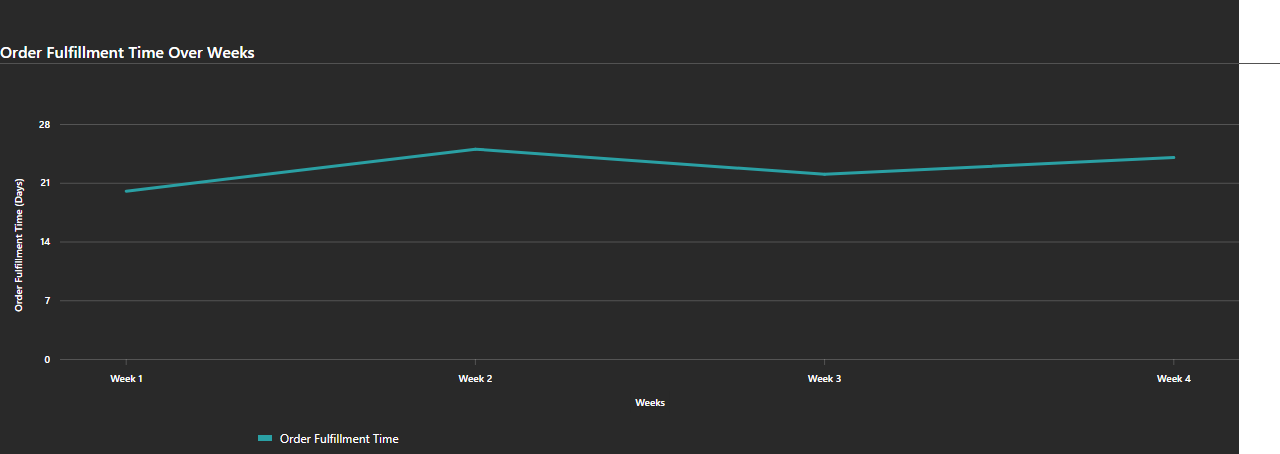 Order Fulfillment Time Over Weeks
28
21
14
7
0
Order Fulfillment Time (Days)
Week 1 Week 2 Week 3 Week 4
Weeks
Order Fulfillment Time